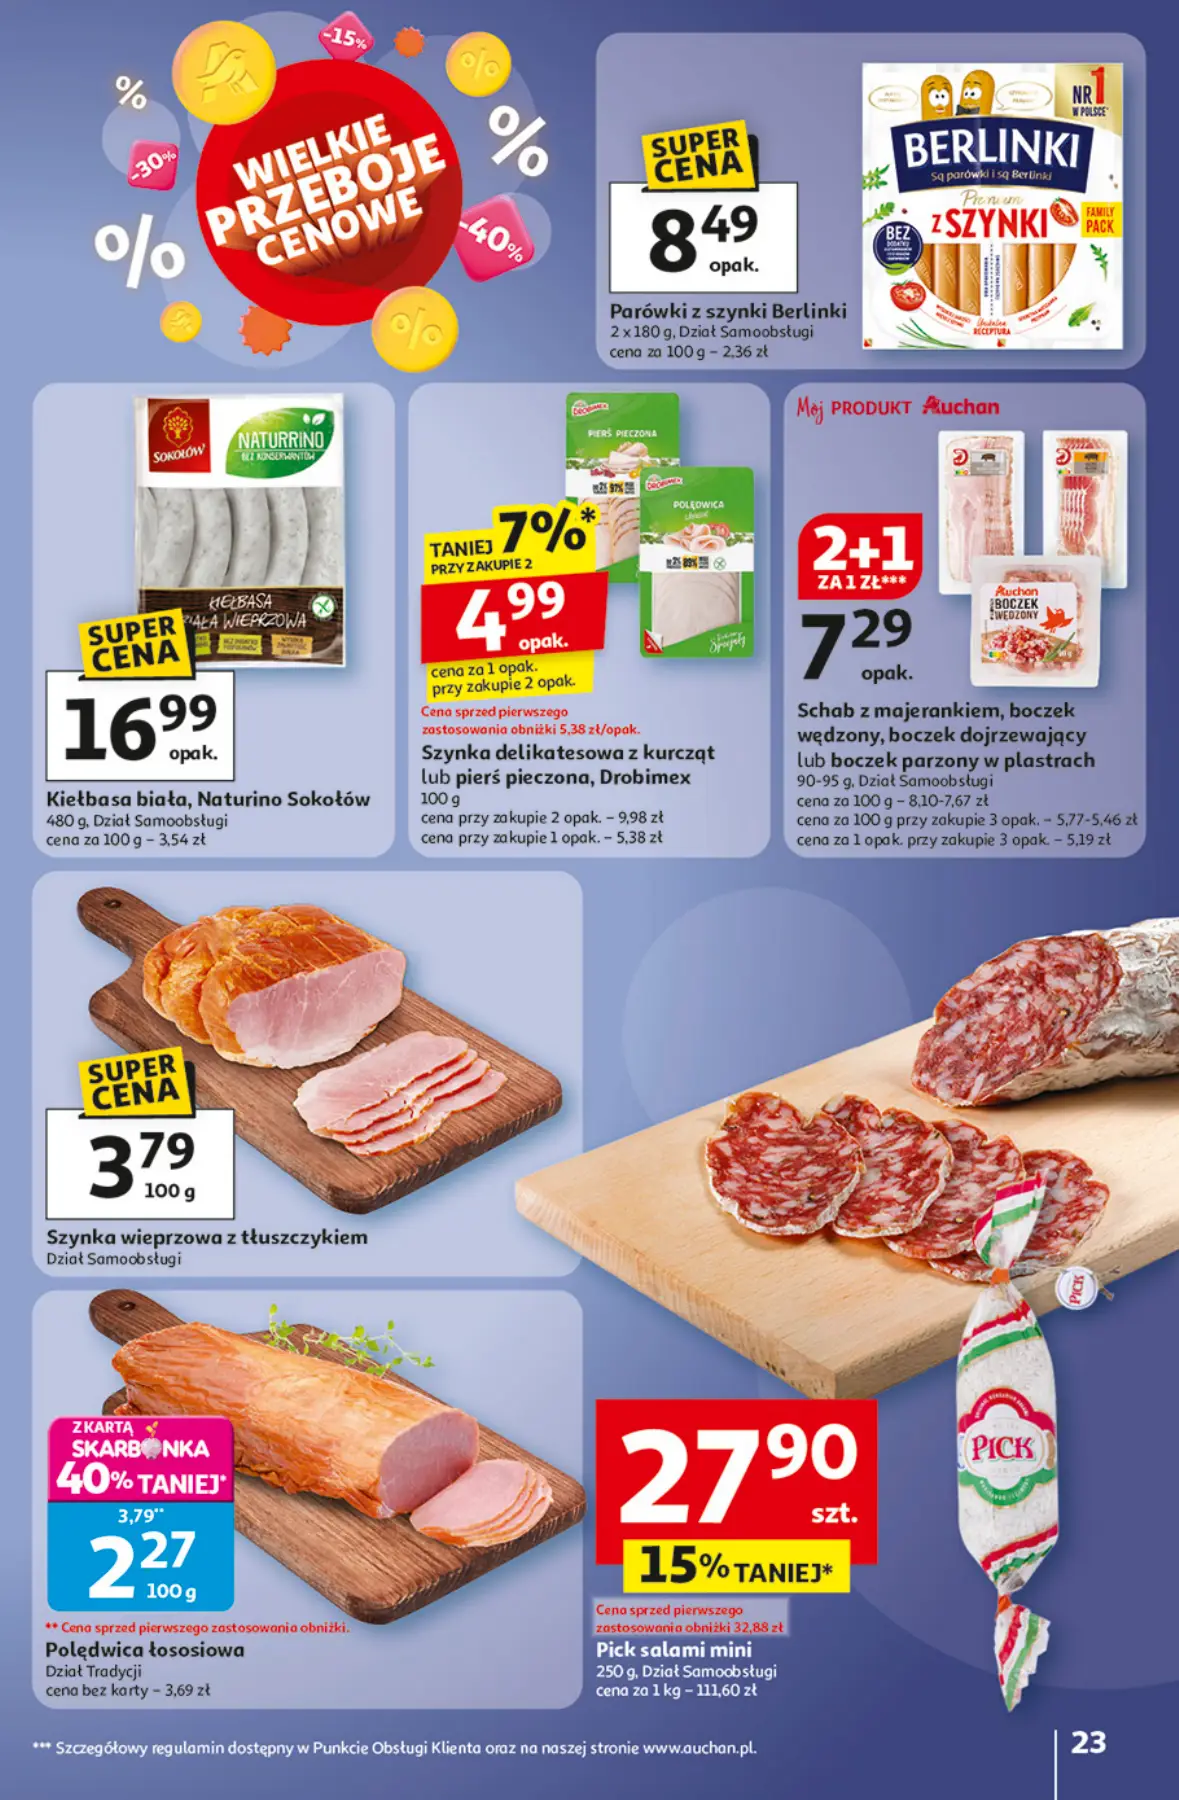 -15%
%
%
%
-30%
WIELKIE
PRZEBOJE
CENOWE
-40%
%
%
SUPER
CENA
8 49
opak.
Parówki z szynki Berlinki
2 x 180 g, Dział Samoobsługi
cena za 100 g – 2,36 zł
NR 1
W POLSCE
BERLINKI
Są parówki i są Berlinki
Premium
Z SZYNKI
FAMILY
PACK
BEZ
RECEPTURA
SOKOŁÓW
NATURRINO
BEZ KONSERWANTÓW
KIEŁBASA
BIAŁA WIEPRZOWA
SUPER
CENA
16 99
opak.
Kiełbasa biała, Naturino Sokołów
480 g, Dział Samoobsługi
cena za 100 g – 3,54 zł
DROBIMEX
PIERŚ PIECZONA
97%
DROBIMEX
POLĘDWICA
89%
TANIEJ 7%*
PRZY ZAKUPIE 2
4 99
opak.
cena za 1 opak.
przy zakupie 2 opak.
Cena sprzed pierwszego
zastosowania obniżki 5,38 zł/opak.
Szynka delikatesowa z kurcząt
lub pierś pieczona, Drobimex
100 g
cena przy zakupie 2 opak. – 9,98 zł
cena przy zakupie 1 opak. – 5,38 zł
Mój PRODUKT Auchan
2+1
ZA 1 ZŁ***
Auchan
BOCZEK
WĘDZONY
7 29
opak.
Schab z majerankiem, boczek
wędzony, boczek dojrzewający
lub boczek parzony w plastrach
90-95 g, Dział Samoobsługi
cena za 100 g – 8,10-7,67 zł
cena za 100 g przy zakupie 3 opak. – 5,77-5,46 zł
cena za 1 opak. przy zakupie 3 opak. – 5,19 zł
SUPER
CENA
3 79
100 g
Szynka wieprzowa z tłuszczykiem
Dział Samoobsługi
Z KARTĄ
SKARBONKA
40% TANIEJ*
3,79**
2 27
100 g
** Cena sprzed pierwszego zastosowania obniżki.
Polędwica łososiowa
Dział Tradycji
cena bez karty – 3,69 zł
PICK
PICK
27 90
szt.
15% TANIEJ*
Cena sprzed pierwszego
zastosowania obniżki 32,88 zł
Pick salami mini
250 g, Dział Samoobsługi
cena za 1 kg – 111,60 zł
*** Szczegółowy regulamin dostępny w Punkcie Obsługi Klienta oraz na naszej stronie www.auchan.pl.
23